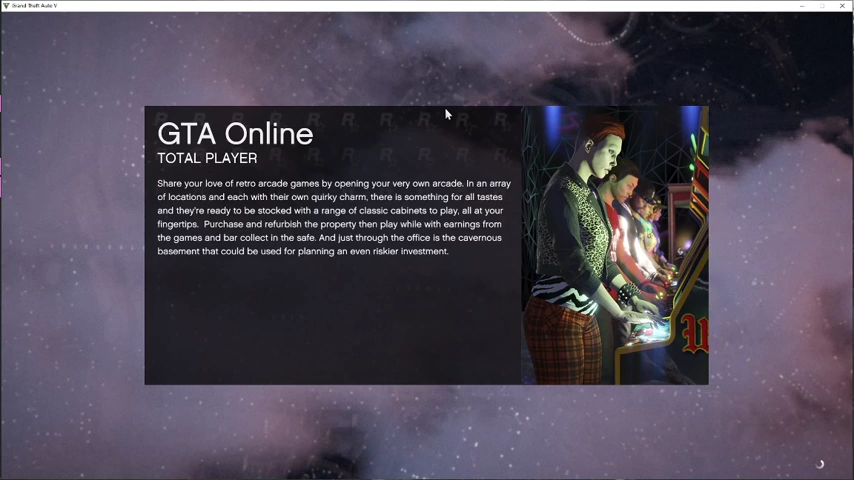 Grand Theft Auto V
GTA Online
TOTAL PLAYER
Share your love of retro arcade games by opening your very own arcade. In an array
of locations and each with their own quirky charm, there is something for all tastes
and they're ready to be stocked with a range of classic cabinets to play, all at your
fingertips.  Purchase and refurbish the property then play while with earnings from
the games and bar collect in the safe. And just through the office is the cavernous
basement that could be used for planning an even riskier investment.